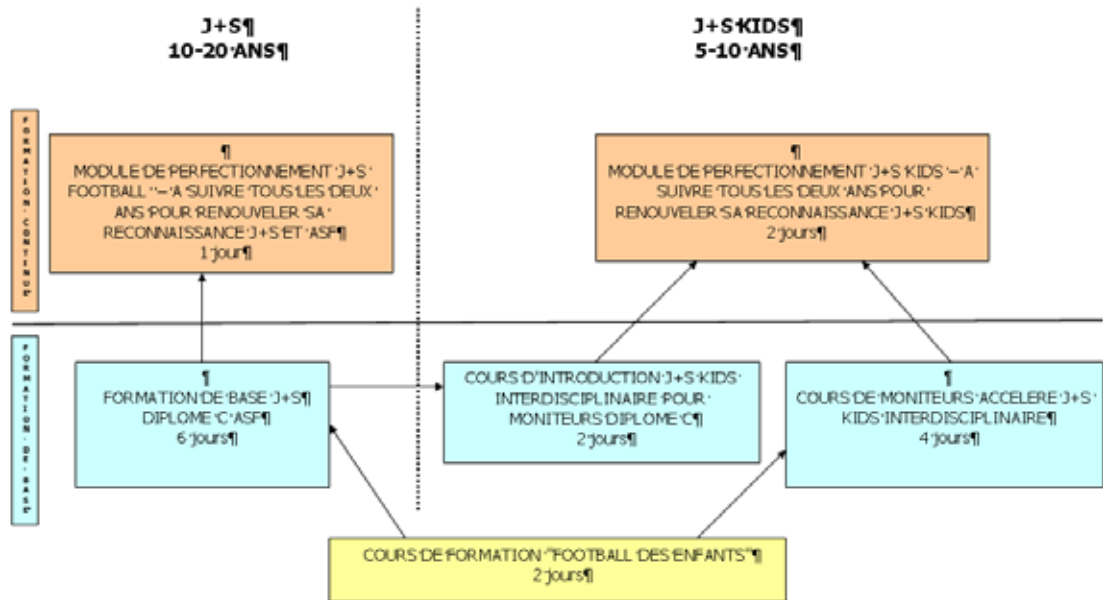 J+S¶
10-20·ANS¶
J+S·KIDS¶
5-10·ANS¶
FORMATION·CONTINUE¶
¶
MODULE·DE·PERFECTIONNEMENT·J+S·
FOOTBALL·–·A·SUIVRE·TOUS·LES·DEUX·
ANS·POUR·RENOUVELER·SA·
RECONNAISSANCE·J+S·ET·ASF¶
1·jour¶
¶
MODULE·DE·PERFECTIONNEMENT·J+S·KIDS·–·A·
SUIVRE·TOUS·LES·DEUX·ANS·POUR·
RENOUVELER·SA·RECONNAISSANCE·J+S·KIDS¶
2·jours¶
FORMATION·DE·BASE¶
¶
FORMATION·DE·BASE·J+S¶
DIPLOME·C·ASF¶
6·jours¶
COURS·D'INTRODUCTION·J+S·KIDS·
INTERDISCIPLINAIRE·POUR·
MONITEURS·DIPLOME·C¶
2·jours¶
¶
COURS·DE·MONITEURS·ACCELERE·J+S·
KIDS·INTERDISCIPLINAIRE¶
4·jours¶
COURS·DE·FORMATION·"FOOTBALL·DES·ENFANTS"¶
2·jours¶